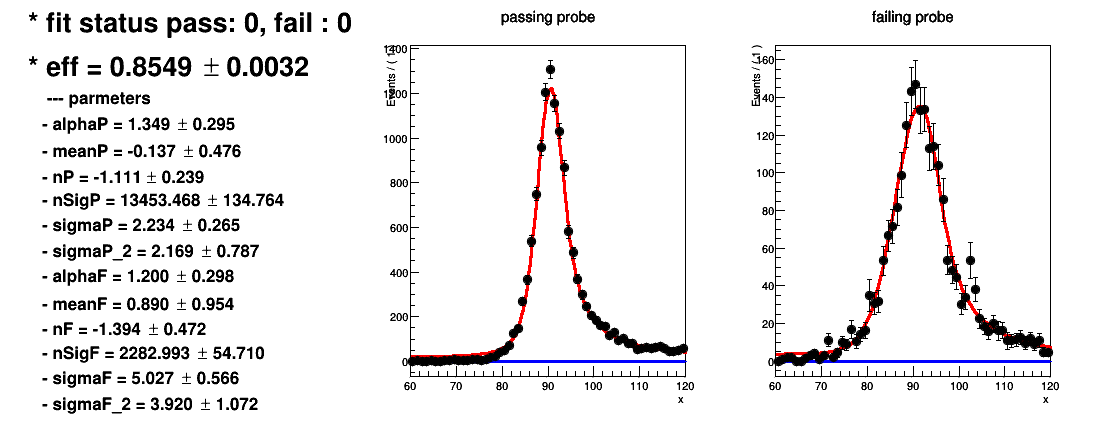 * fit status pass: 0, fail : 0
* eff = 0.8549 ± 0.0032
--- parmeters
- alphaP = 1.349 ± 0.295
- meanP = -0.137 ± 0.476
- nP = -1.111 ± 0.239
- nSigP = 13453.468 ± 134.764
- sigmaP = 2.234 ± 0.265
- sigmaP_2 = 2.169 ± 0.787
- alphaF = 1.200 ± 0.298
- meanF = 0.890 ± 0.954
- nF = -1.394 ± 0.472
- nSigF = 2282.993 ± 54.710
- sigmaF = 5.027 ± 0.566
- sigmaF_2 = 3.920 ± 1.072
passing probe
Events / ( 1 )
1400
1200
1000
800
600
400
200
0
60 70 80 90 100 110 120
x
failing probe
Events / ( 1 )
160
140
120
100
80
60
40
20
0
60 70 80 90 100 110 120
x